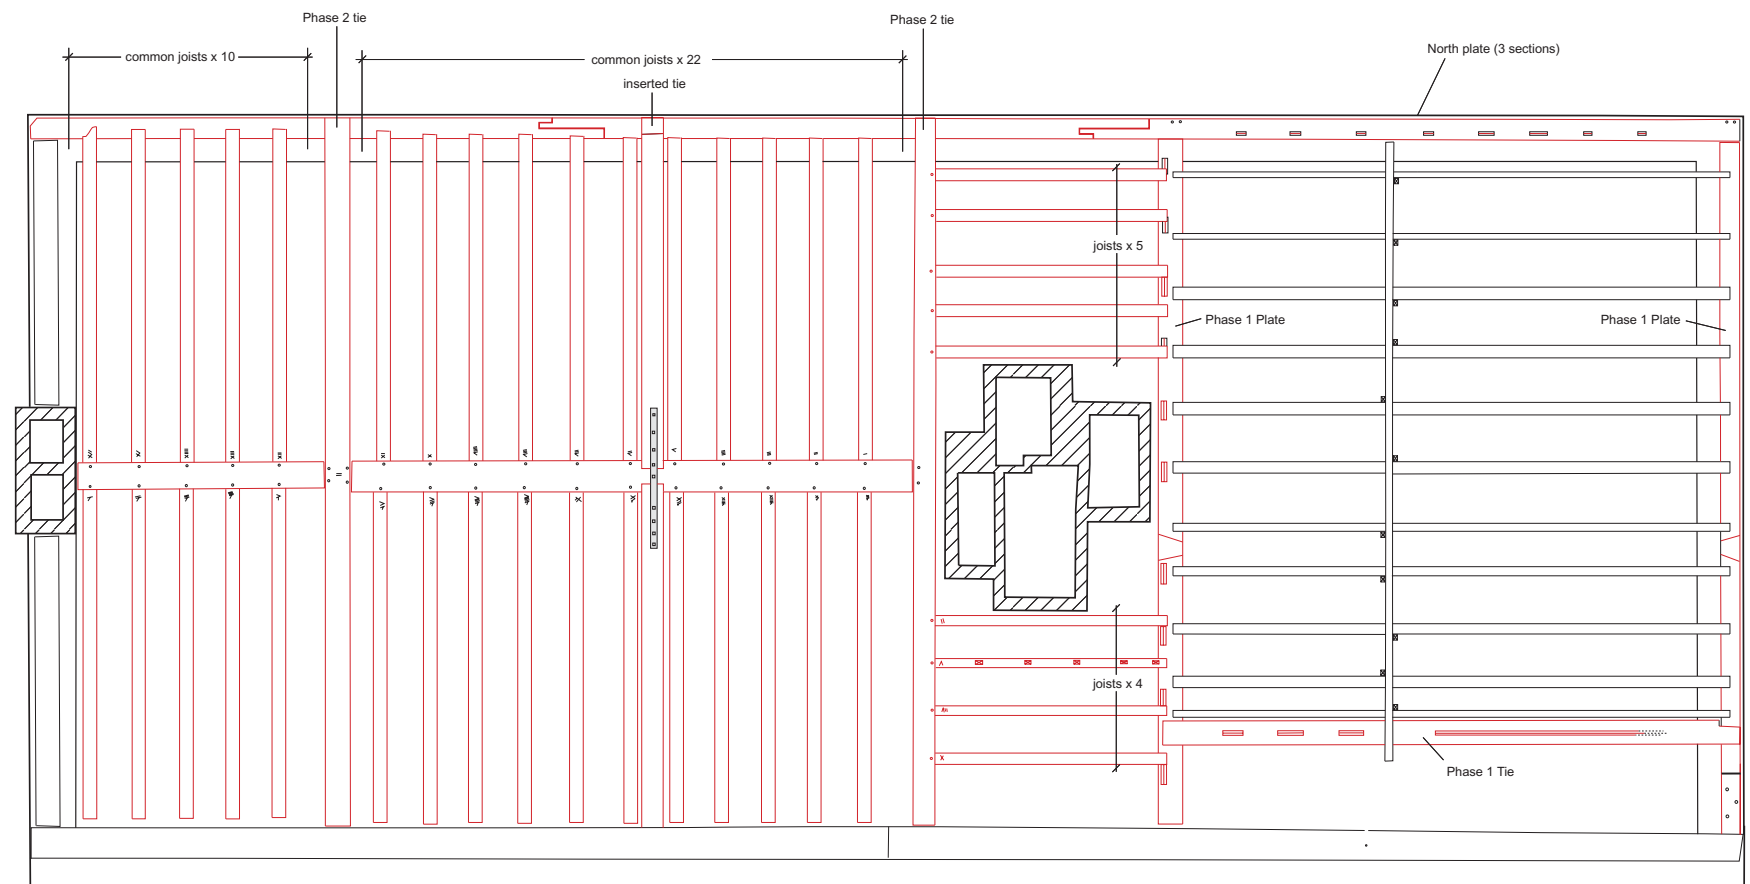 Phase 2 tie
Phase 2 tie
common joists x 10
common joists x 22
North plate (3 sections)
inserted tie
joists x 5
Phase 1 Plate
Phase 1 Plate
joists x 4
Phase 1 Tie